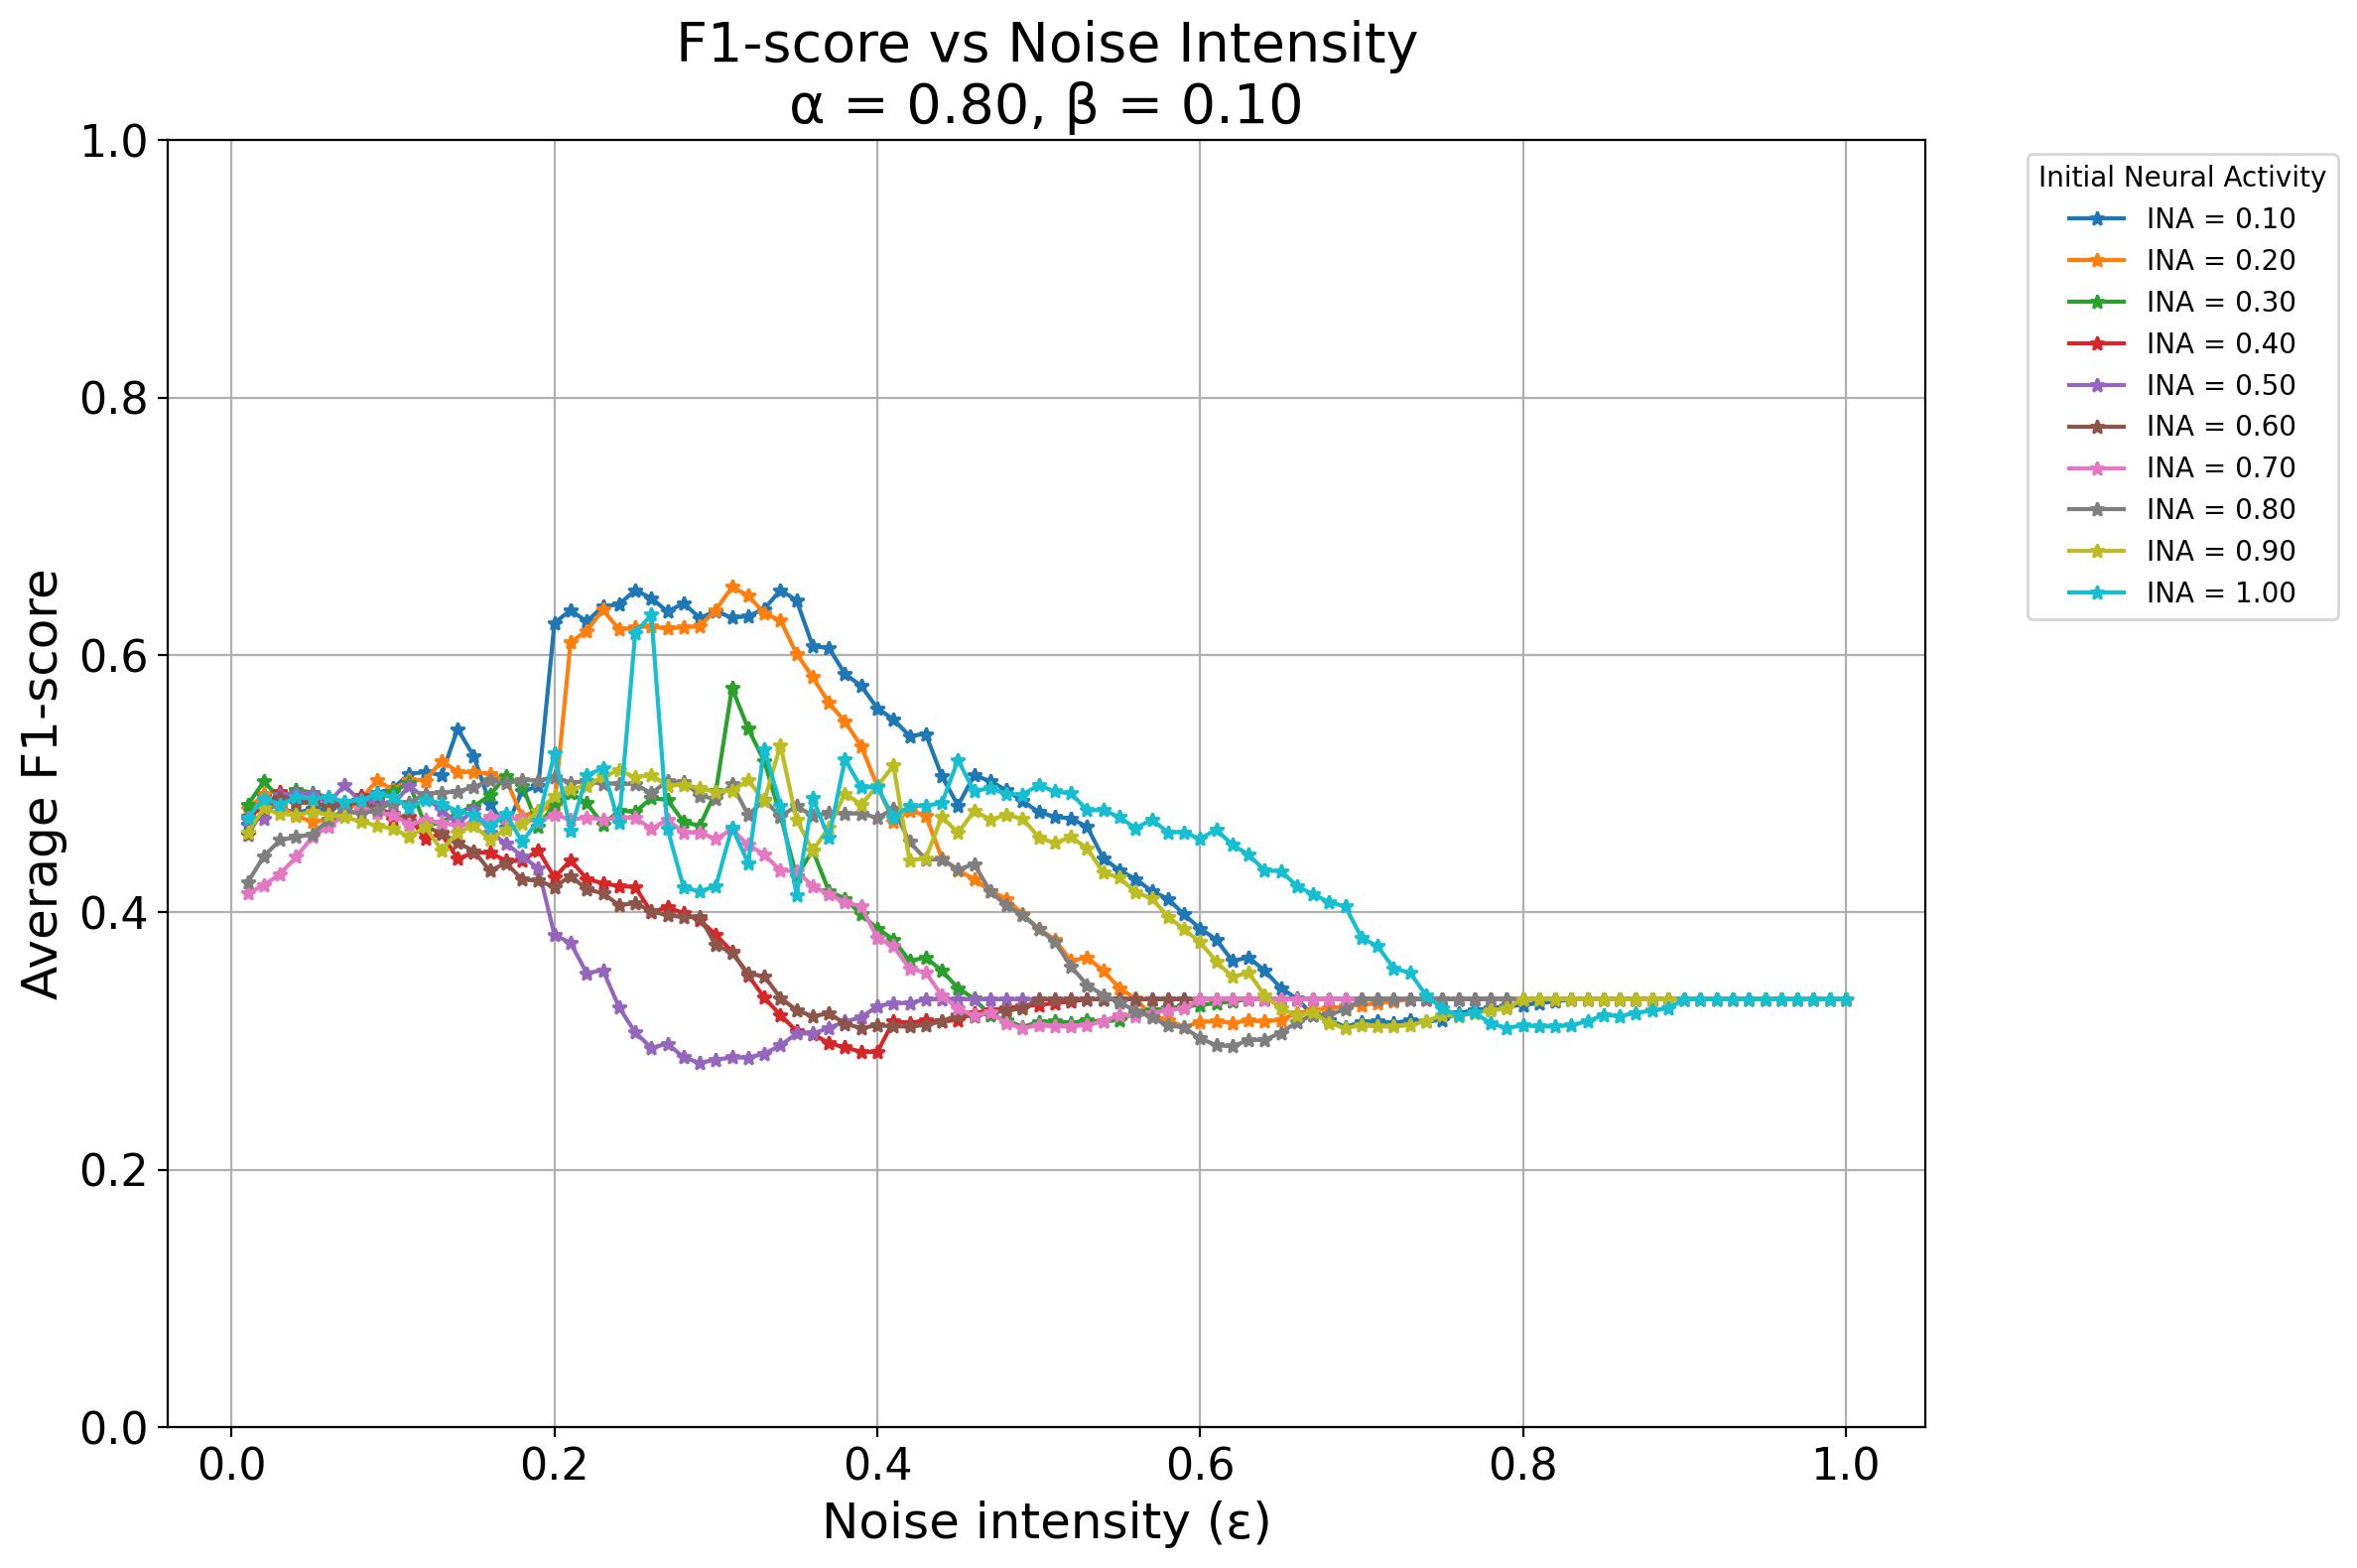 F1-score vs Noise Intensity
α = 0.80, β = 0.10
1.0
0.8
0.6
0.4
0.2
0.0
Average F1-score
0.0 0.2 0.4 0.6 0.8 1.0
Noise intensity (ε)
Initial Neural Activity
INA = 0.10
INA = 0.20
INA = 0.30
INA = 0.40
INA = 0.50
INA = 0.60
INA = 0.70
INA = 0.80
INA = 0.90
INA = 1.00